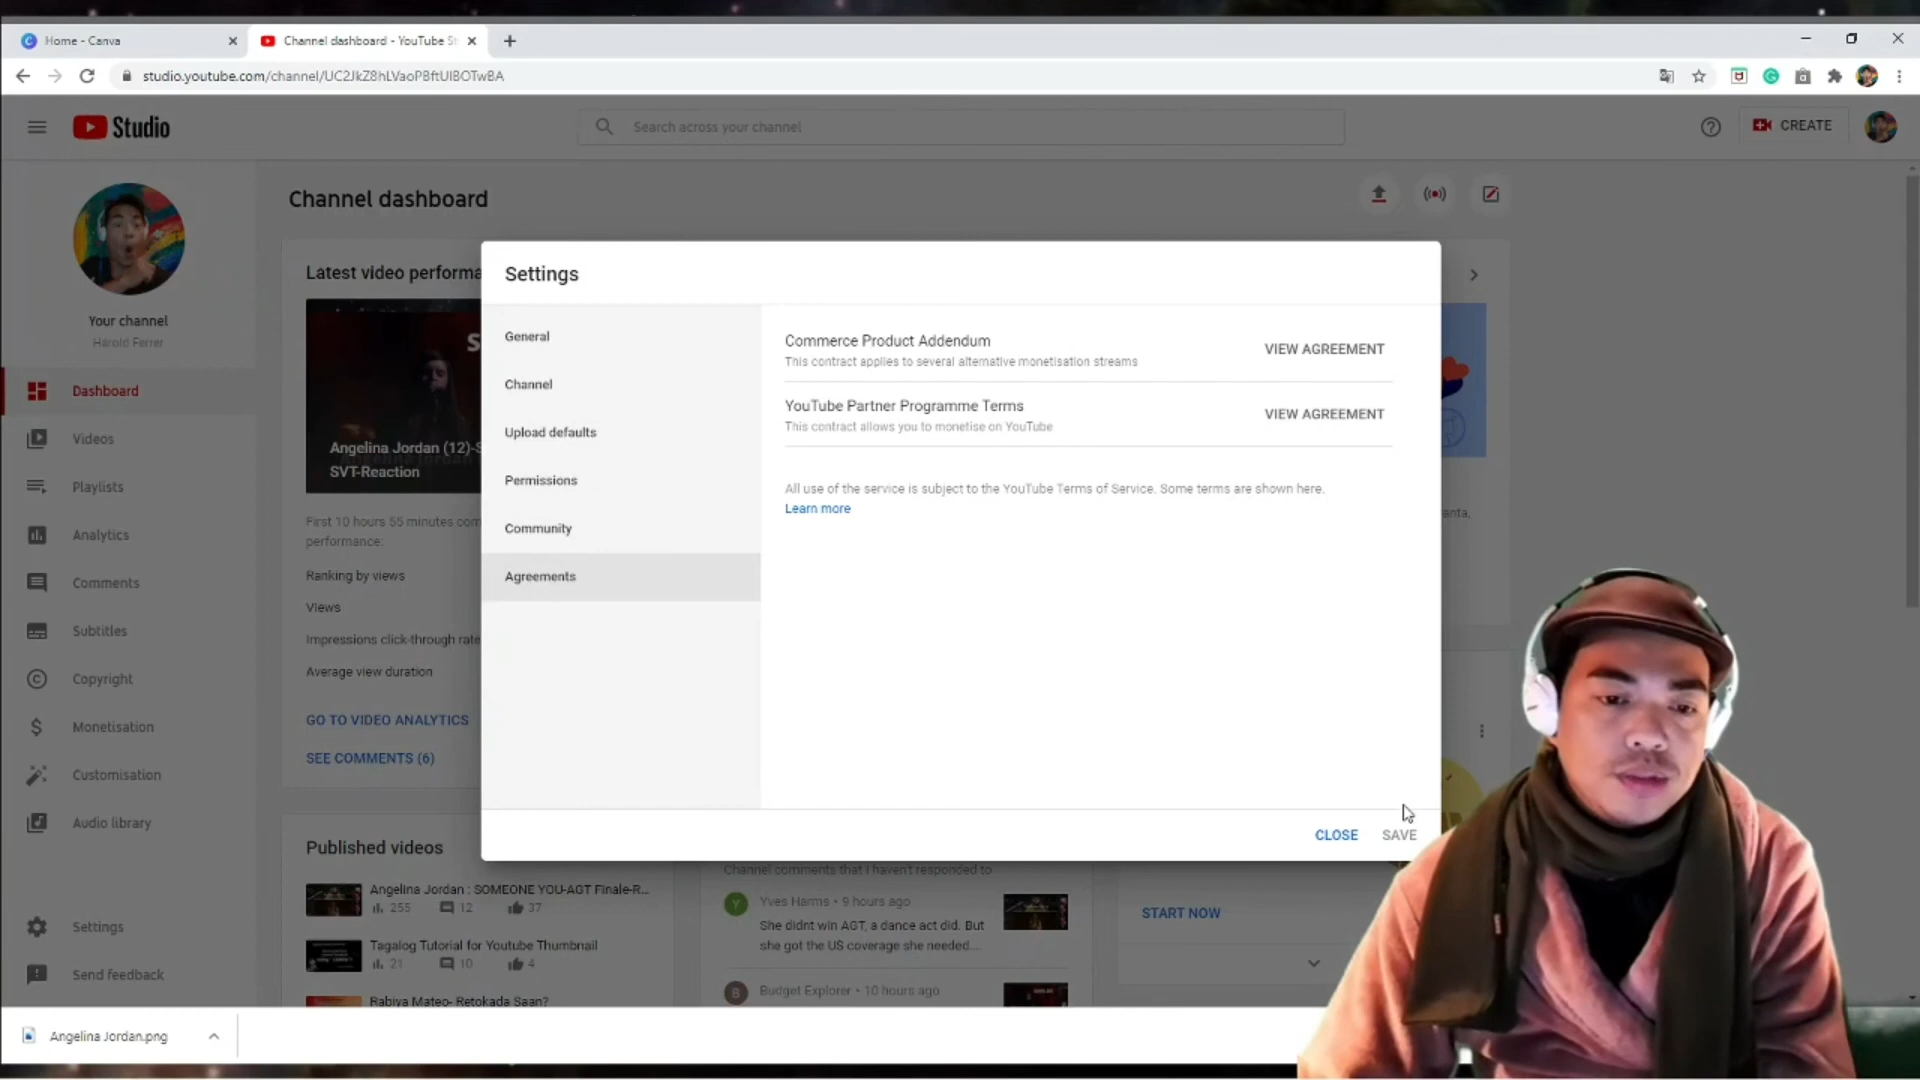 Home - Canva
Channel dashboard - YouTube St
studio.youtube.com/channel/UC2JkZ8hLVaoP8ftUIBOTwBA
Studio
Search across your channel
CREATE
Your channel
Harold Ferrer
Dashboard
Videos
Playlists
Analytics
Comments
Subtitles
Copyright
Monetisation
Customisation
Audio library
Settings
Send feedback
Channel dashboard
Latest video performa
S
Angelina Jordan (12)-S
SVT-Reaction
First 10 hours 55 minutes com
performance:
Ranking by views
Views
Impressions click-through rate
Average view duration
GO TO VIDEO ANALYTICS
SEE COMMENTS (6)
Published videos
Angelina Jordan : SOMEONE YOU-AGT Finale-R...
255 12 37
Tagalog Tutorial for Youtube Thumbnail
21 10 4
Rabiya Mateo- Retokada Saan?
Settings
General
Channel
Upload defaults
Permissions
Community
Agreements
Commerce Product Addendum
This contract applies to several alternative monetisation streams
VIEW AGREEMENT
YouTube Partner Programme Terms
This contract allows you to monetise on YouTube
VIEW AGREEMENT
All use of the service is subject to the YouTube Terms of Service. Some terms are shown here.
Learn more
CLOSE SAVE
Channel comments that I haven't responded to
Y
Yves Harms • 9 hours ago
She didnt win AGT, a dance act did. But
she got the US coverage she needed...
B
Budget Explorer • 10 hours ago
anta,
START NOW
Angelina Jordan.png